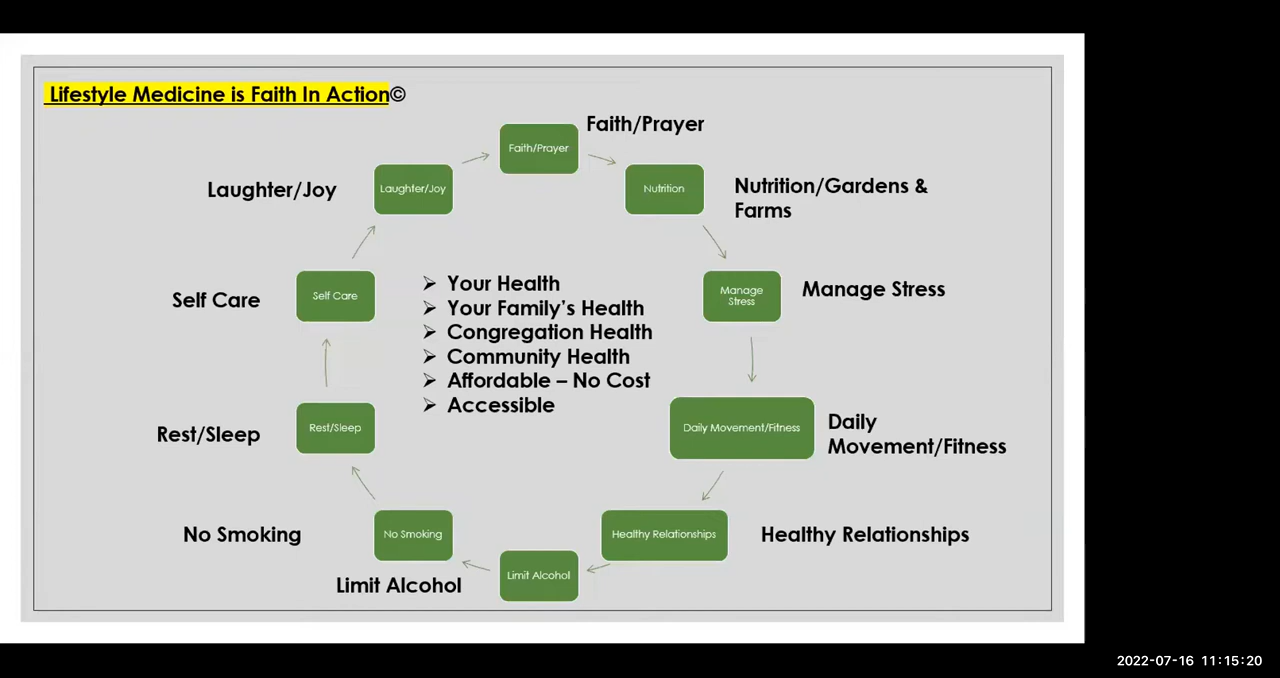 Lifestyle Medicine is Faith In Action©
Faith/Prayer
Faith/Prayer
Laughter/Joy
Laughter/Joy
Nutrition
Nutrition/Gardens &
Farms
Self Care
Self Care
Manage
Stress
Manage Stress
➢ Your Health
➢ Your Family’s Health
➢ Congregation Health
➢ Community Health
➢ Affordable – No Cost
➢ Accessible
Rest/Sleep
Rest/Sleep
Daily Movement/Fitness
Daily
Movement/Fitness
No Smoking
No Smoking
Healthy Relationships
Healthy Relationships
Limit Alcohol
Limit Alcohol
2022-07-16 11:15:20